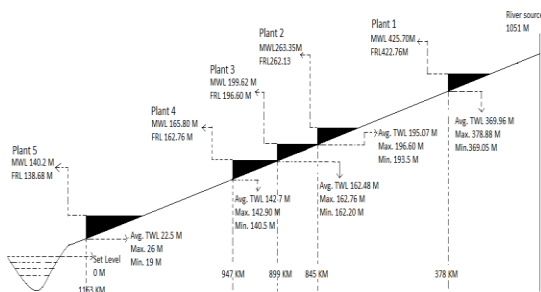 River source
1051 M
Plant 1
MWL 425.70M
FRL422.76M
Plant 2
MWL263.35M
FRL262.13
Plant 3
MWL 199.62 M
FRL 196.60 M
Plant 4
MWL 165.80 M
FRL 162.76 M
Plant 5
MWL 140.2 M
FRL 138.68 M
Avg. TWL 369.96 M
Max. 378.88 M
Min.369.05 M
Avg. TWL 195.07 M
Max. 196.60 M
Min. 193.5 M
Avg. TWL 162.48 M
Max. 162.76 M
Min. 162.20 M
Avg. TWL 142.7 M
Max. 142.90 M
Min. 140.5 M
Avg. TWL 22.5 M
Max. 26 M
Min. 19 M
Set Level
0 M
947 KM
899 KM
845 KM
378 KM
1163 KM